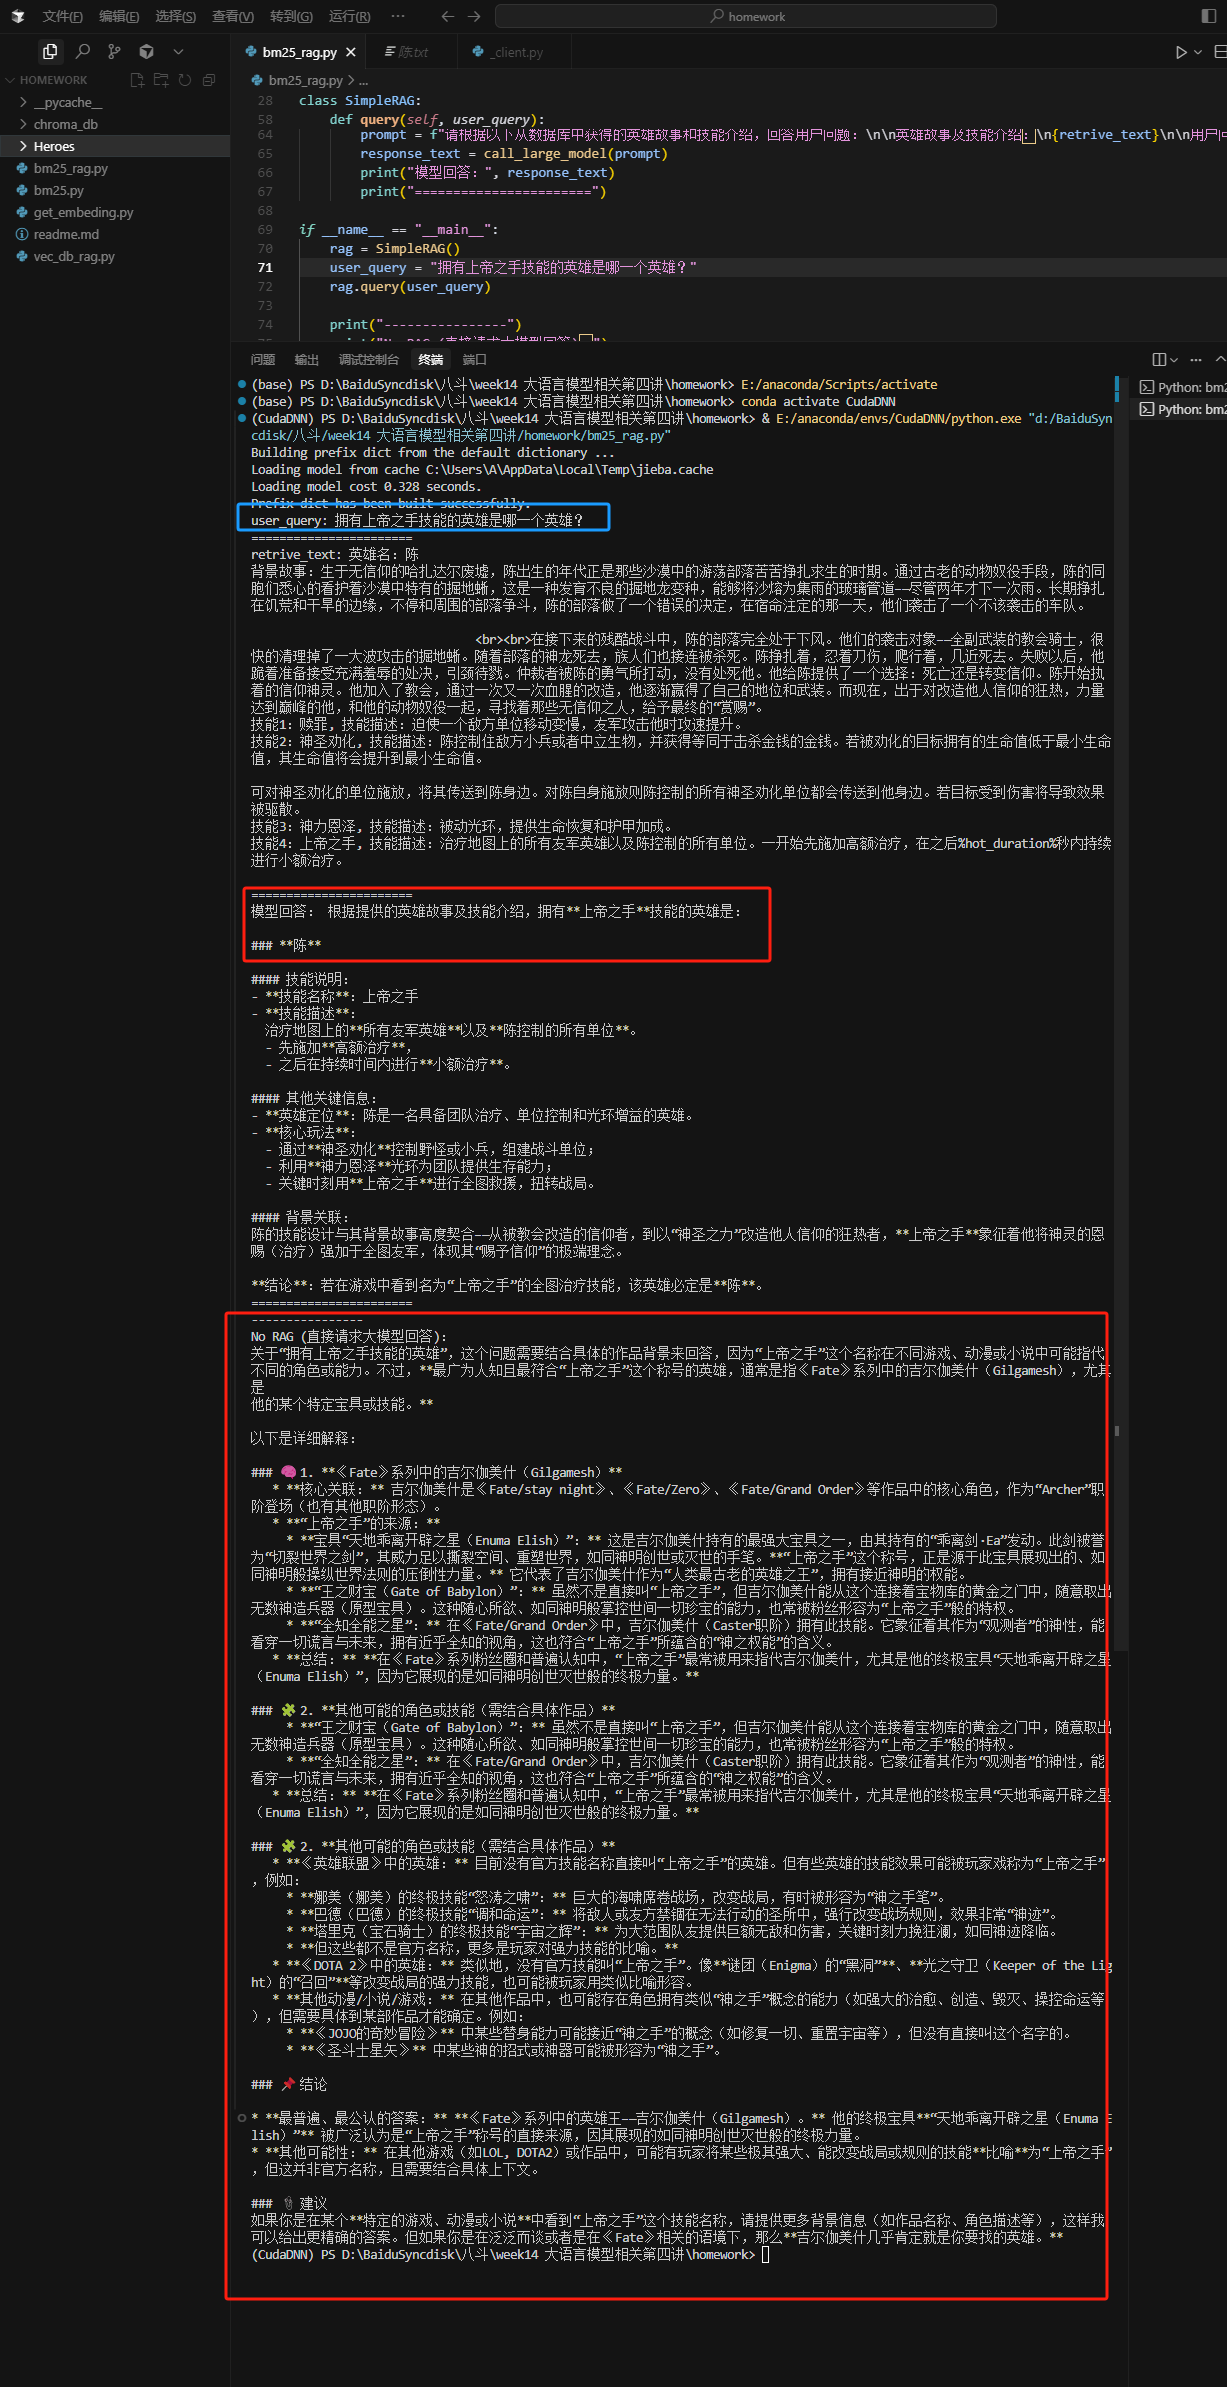 文件(F) 编辑(E) 选择(S) 查看(V) 转到(G) 运行(R) ··· ← → homework
bm25_rag.py 陈.txt _client.py
HOMEWORK
bm25_rag.py > ...
__pycache__
chroma_db
Heroes
bm25_rag.py
bm25.py
get_embeding.py
readme.md
vec_db_rag.py
28 class SimpleRAG:
58 def query(self, user_query):
64 prompt = f"请根据以下从数据库中获得的英雄故事和技能介绍，回答用户问题：\n\n英雄故事及技能介绍：\n{retrive_text}\n\n用户问
65 response_text = call_large_model(prompt)
66 print("模型回答：", response_text)
67 print("=======================")
68
69 if __name__ == "__main__":
70 rag = SimpleRAG()
71 user_query = "拥有上帝之手技能的英雄是哪一个英雄？"
72 rag.query(user_query)
73
74 print("----------------")
问题 输出 调试控制台 终端 端口
Python: bm2
Python: bm2
(base) PS D:\BaiduSyncdisk\八斗\week14 大语言模型相关第四讲\homework> E:/anaconda/Scripts/activate
(base) PS D:\BaiduSyncdisk\八斗\week14 大语言模型相关第四讲\homework> conda activate CudaDNN
(CudaDNN) PS D:\BaiduSyncdisk\八斗\week14 大语言模型相关第四讲\homework> & E:/anaconda/envs/CudaDNN/python.exe "d:/BaiduSyn
cdisk/八斗/week14 大语言模型相关第四讲/homework/bm25_rag.py"
Building prefix dict from the default dictionary ...
Loading model from cache C:\Users\A\AppData\Local\Temp\jieba.cache
Loading model cost 0.328 seconds.
Prefix dict has been built successfully.
user_query: 拥有上帝之手技能的英雄是哪一个英雄？
=======================
retrive_text: 英雄名：陈
背景故事：生于无信仰的哈扎达尔废墟，陈出生的年代正是那些沙漠中的游荡部落苦苦挣扎求生的时期。通过古老的动物奴役手段，陈的同
胞们悉心的看护着沙漠中特有的掘地蜥，这是一种发育不良的掘地龙变种，能够将沙熔为集雨的玻璃管道——尽管两年才下一次雨。长期挣扎
在饥荒和干旱的边缘，不停和周围的部落争斗，陈的部落做了一个错误的决定，在宿命注定的那一天，他们袭击了一个不该袭击的车队。
<br><br>在接下来的残酷战斗中，陈的部落完全处于下风。他们的袭击对象——全副武装的教会骑士，很
快的清理掉了一大波攻击的掘地蜥。随着部落的神龙死去，族人们也接连被杀死。陈挣扎着，忍着刀伤，爬行着，几近死去。失败以后，他
跪着准备接受充满羞辱的处决，引颈待戮。仲裁者被陈的勇气所打动，没有处死他。他给陈提供了一个选择：死亡还是转变信仰。陈开始执
着的信仰神灵。他加入了教会，通过一次又一次血腥的改造，他逐渐赢得了自己的地位和武装。而现在，出于对改造他人信仰的狂热，力量
达到巅峰的他，和他的动物奴役一起，寻找着那些无信仰之人，给予最终的“赏赐”。
技能1：赎罪, 技能描述：迫使一个敌方单位移动变慢，友军攻击他时攻速提升。
技能2：神圣劝化, 技能描述：陈控制住敌方小兵或者中立生物，并获得等同于击杀金钱的金钱。若被劝化的目标拥有的生命值低于最小生命
值，其生命值将会提升到最小生命值。
可对神圣劝化的单位施放，将其传送到陈身边。对陈自身施放则陈控制的所有神圣劝化单位都会传送到他身边。若目标受到伤害将导致效果
被驱散。
技能3：神力恩泽, 技能描述：被动光环，提供生命恢复和护甲加成。
技能4：上帝之手, 技能描述：治疗地图上的所有友军英雄以及陈控制的所有单位。一开始先施加高额治疗，在之后%hot_duration%秒内持续
进行小额治疗。
=======================
模型回答： 根据提供的英雄故事及技能介绍，拥有**上帝之手**技能的英雄是：
### **陈**
#### 技能说明：
- **技能名称**：上帝之手
- **技能描述**：
治疗地图上的**所有友军英雄**以及**陈控制的所有单位**。
- 先施加**高额治疗**，
- 之后在持续时间内进行**小额治疗**。
#### 其他关键信息：
- **英雄定位**：陈是一名具备团队治疗、单位控制和光环增益的英雄。
- **核心玩法**：
- 通过**神圣劝化**控制野怪或小兵，组建战斗单位；
- 利用**神力恩泽**光环为团队提供生存能力；
- 关键时刻用**上帝之手**进行全图救援，扭转战局。
#### 背景关联：
陈的技能设计与其背景故事高度契合——从被教会改造的信仰者，到以“神圣之力”改造他人信仰的狂热者，**上帝之手**象征着他将神灵的恩
赐（治疗）强加于全图友军，体现其“赐予信仰”的极端理念。
**结论**：若在游戏中看到名为“上帝之手”的全图治疗技能，该英雄必定是**陈**。
=======================
----------------
No RAG (直接请求大模型回答)：
关于“拥有上帝之手技能的英雄”，这个问题需要结合具体的作品背景来回答，因为“上帝之手”这个名称在不同游戏、动漫或小说中可能指代
不同的角色或能力。不过，**最广为人知且最符合“上帝之手”这个称号的英雄，通常是指《Fate》系列中的吉尔伽美什（Gilgamesh），尤其
是
他的某个特定宝具或技能。**
以下是详细解释：
### 🧠 1. **《Fate》系列中的吉尔伽美什（Gilgamesh）**
* **核心关联：** 吉尔伽美什是《Fate/stay night》、《Fate/Zero》、《Fate/Grand Order》等作品中的核心角色，作为“Archer”职
阶登场（也有其他职阶形态）。
* **“上帝之手”的来源：**
* **宝具“天地乖离开辟之星（Enuma Elish）”：** 这是吉尔伽美什持有的最强大宝具之一，由其持有的“乖离剑·Ea”发动。此剑被誉
为“切裂世界之剑”，其威力足以撕裂空间、重塑世界，如同神明创世或灭世的手笔。**“上帝之手”这个称号，正是源于此宝具展现出的、如
同神明般操纵世界法则的压倒性力量。** 它代表了吉尔伽美什作为“人类最古老的英雄之王”，拥有接近神明的权能。
* **“王之财宝（Gate of Babylon）”：** 虽然不是直接叫“上帝之手”，但吉尔伽美什能从这个连接着宝物库的黄金之门中，随意取出
无数神造兵器（原型宝具）。这种随心所欲、如同神明般掌控世间一切珍宝的能力，也常被粉丝形容为“上帝之手”般的特权。
* **“全知全能之星”：** 在《Fate/Grand Order》中，吉尔伽美什（Caster职阶）拥有此技能。它象征着其作为“观测者”的神性，能
看穿一切谎言与未来，拥有近乎全知的视角，这也符合“上帝之手”所蕴含的“神之权能”的含义。
* **总结：** **在《Fate》系列粉丝圈和普遍认知中，“上帝之手”最常被用来指代吉尔伽美什，尤其是他的终极宝具“天地乖离开辟之星
（Enuma Elish）”，因为它展现的是如同神明创世灭世般的终极力量。**
### 🧩 2. **其他可能的角色或技能（需结合具体作品）**
* **“王之财宝（Gate of Babylon）”：** 虽然不是直接叫“上帝之手”，但吉尔伽美什能从这个连接着宝物库的黄金之门中，随意取出
无数神造兵器（原型宝具）。这种随心所欲、如同神明般掌控世间一切珍宝的能力，也常被粉丝形容为“上帝之手”般的特权。
* **“全知全能之星”：** 在《Fate/Grand Order》中，吉尔伽美什（Caster职阶）拥有此技能。它象征着其作为“观测者”的神性，能
看穿一切谎言与未来，拥有近乎全知的视角，这也符合“上帝之手”所蕴含的“神之权能”的含义。
* **总结：** **在《Fate》系列粉丝圈和普遍认知中，“上帝之手”最常被用来指代吉尔伽美什，尤其是他的终极宝具“天地乖离开辟之星
（Enuma Elish）”，因为它展现的是如同神明创世灭世般的终极力量。**
### 🧩 2. **其他可能的角色或技能（需结合具体作品）**
* **《英雄联盟》中的英雄：** 目前没有官方技能名称直接叫“上帝之手”的英雄。但有些英雄的技能效果可能被玩家戏称为“上帝之手”
，例如：
* **娜美（娜美）的终极技能“怒涛之啸”：** 巨大的海啸席卷战场，改变战局，有时被形容为“神之手笔”。
* **巴德（巴德）的终极技能“调和命运”：** 将敌人或友方禁锢在无法行动的圣所中，强行改变战场规则，效果非常“神迹”。
* **塔里克（宝石骑士）的终极技能“宇宙之辉”：** 为大范围队友提供巨额无敌和伤害，关键时刻力挽狂澜，如同神迹降临。
* **但这些都不是官方名称，更多是玩家对强力技能的比喻。**
* **《DOTA 2》中的英雄：** 类似地，没有官方技能叫“上帝之手”。像**谜团（Enigma）的“黑洞”**、**光之守卫（Keeper of the Lig
ht）的“召回”**等改变战局的强力技能，也可能被玩家用类似比喻形容。
* **其他动漫/小说/游戏：** 在其他作品中，也可能存在角色拥有类似“神之手”概念的能力（如强大的治愈、创造、毁灭、操控命运等
），但需要具体到某部作品才能确定。例如：
* **《JOJO的奇妙冒险》** 中某些替身能力可能接近“神之手”的概念（如修复一切、重置宇宙等），但没有直接叫这个名字的。
* **《圣斗士星矢》** 中某些神的招式或神器可能被形容为“神之手”。
### 📌 结论
* **最普遍、最公认的答案：** **《Fate》系列中的英雄王——吉尔伽美什（Gilgamesh）。** 他的终极宝具**“天地乖离开辟之星（Enuma E
lish）”** 被广泛认为是“上帝之手”称号的直接来源，因其展现的如同神明创世灭世般的终极力量。
* **其他可能性：** 在其他游戏（如LOL, DOTA2）或作品中，可能有玩家将某些极其强大、能改变战局或规则的技能**比喻**为“上帝之手”
，但这并非官方名称，且需要结合具体上下文。
### 📎 建议
如果你是在某个**特定的游戏、动漫或小说**中看到“上帝之手”这个技能名称，请提供更多背景信息（如作品名称、角色描述等），这样我
可以给出更精确的答案。但如果你是在泛泛而谈或者是在《Fate》相关的语境下，那么**吉尔伽美什几乎肯定就是你要找的英雄。**
(CudaDNN) PS D:\BaiduSyncdisk\八斗\week14 大语言模型相关第四讲\homework>